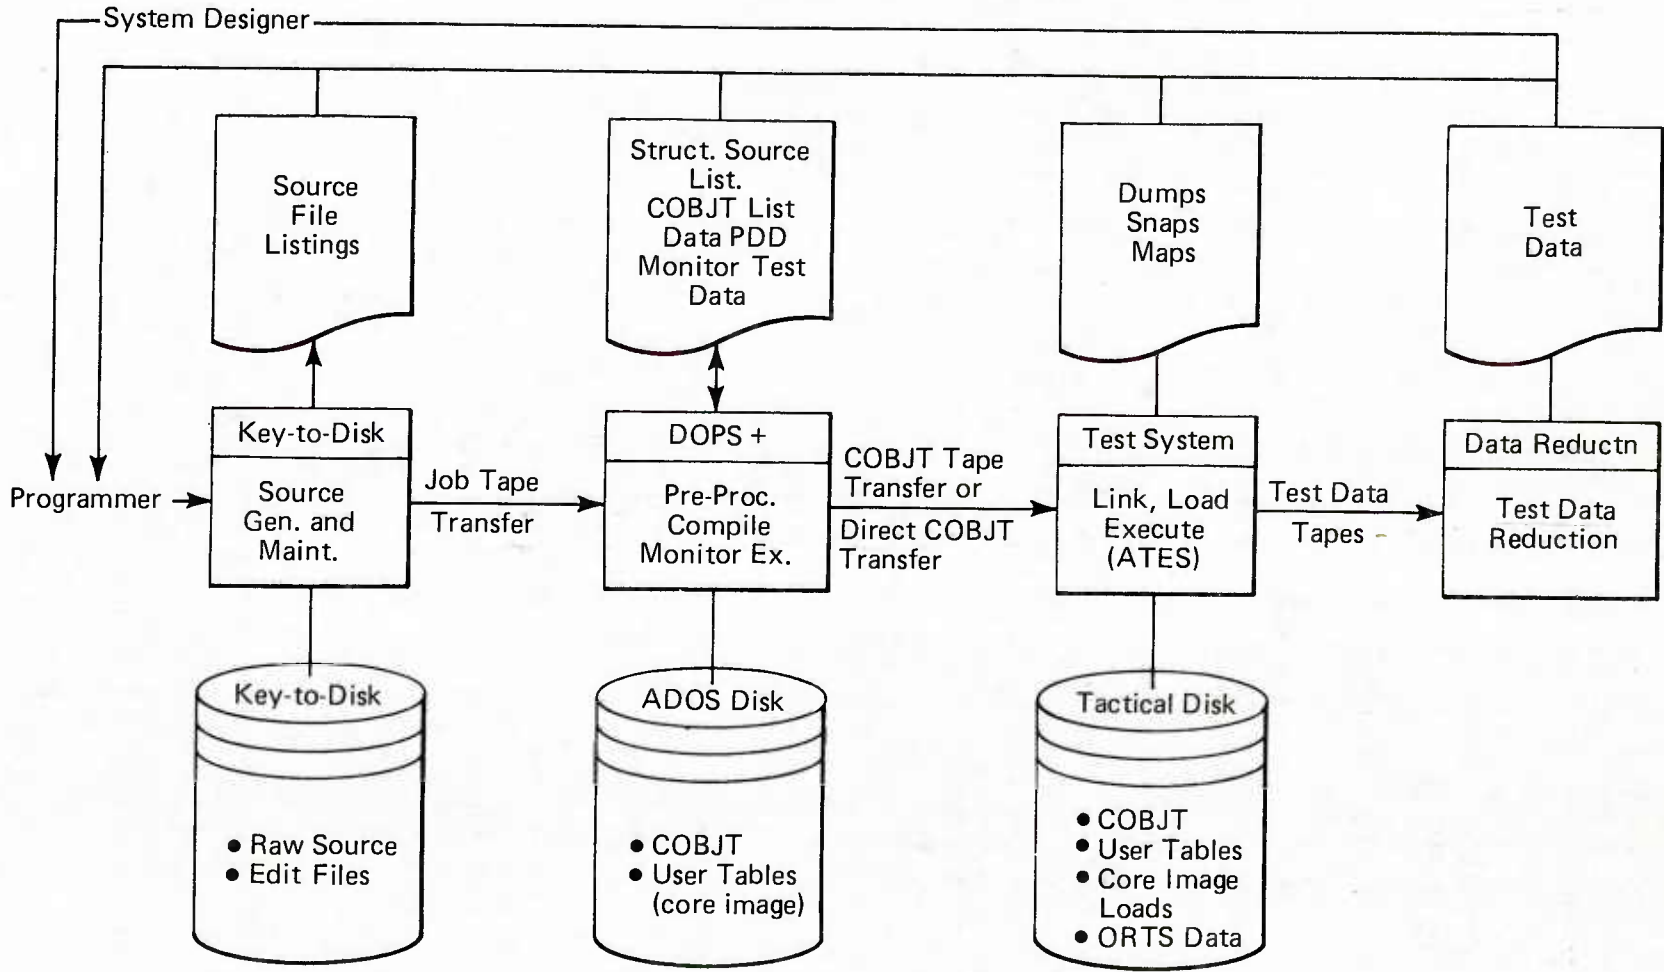 System Designer
Source
File
Listings
Struct. Source
List.
COBJT List
Data PDD
Monitor Test
Data
Dumps
Snaps
Maps
Test
Data
Programmer
Key-to-Disk
Source
Gen. and
Maint.
Job Tape
Transfer
DOPS +
Pre-Proc.
Compile
Monitor Ex.
COBJT Tape
Transfer or
Direct COBJT
Transfer
Test System
Link, Load
Execute
(ATES)
Test Data
Tapes
Data Reductn
Test Data
Reduction
Key-to-Disk
• Raw Source
• Edit Files
ADOS Disk
• COBJT
• User Tables
(core image)
Tactical Disk
• COBJT
• User Tables
• Core Image
Loads
• ORTS Data